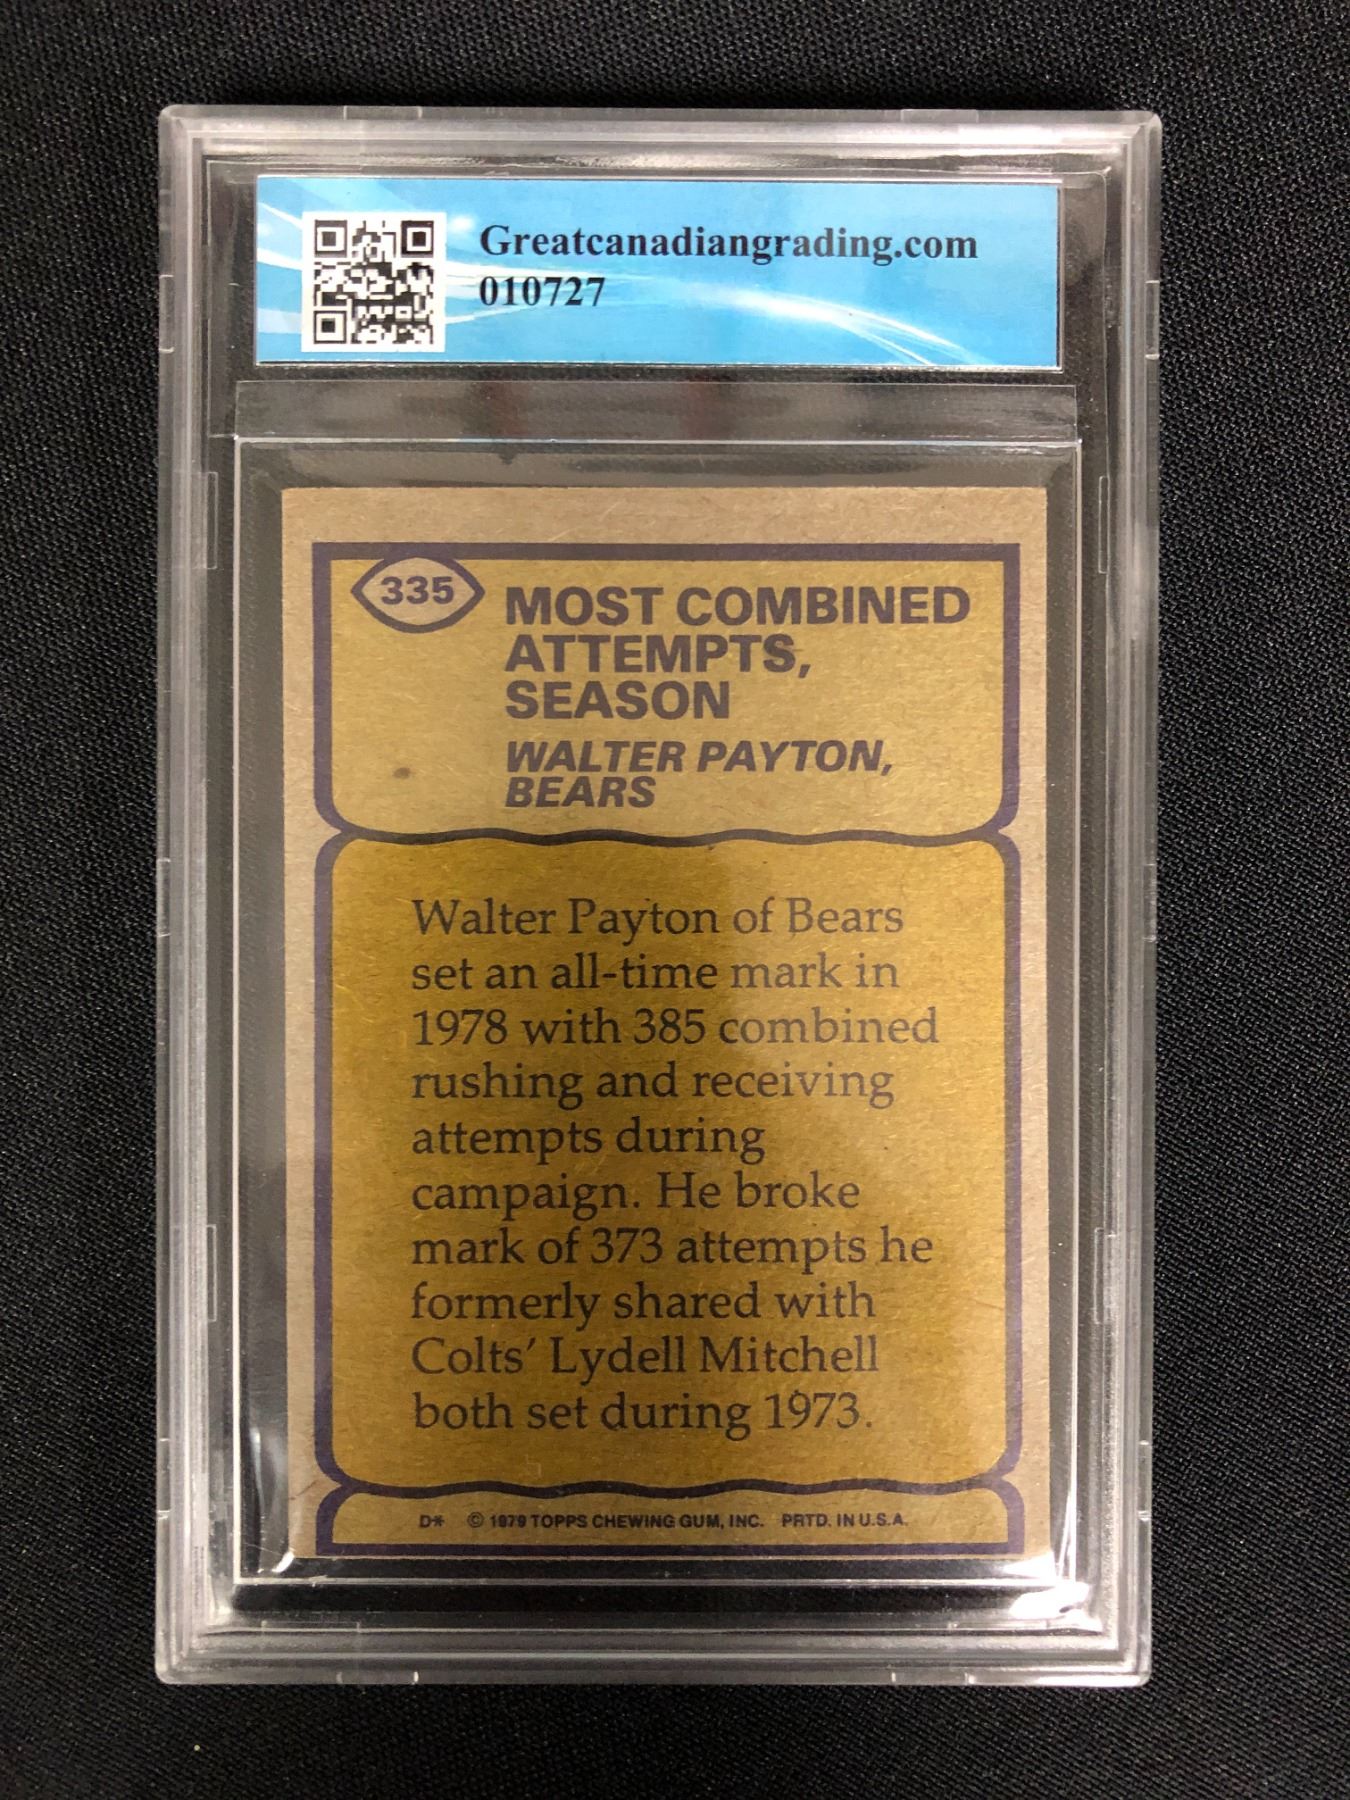 Greatcanadiangrading.com
010727
335
MOST COMBINED
ATTEMPTS,
SEASON
WALTER PAYTON,
BEARS
Walter Payton of Bears
set an all-time mark in
1978 with 385 combined
rushing and receiving
attempts during
campaign. He broke
mark of 373 attempts he
formerly shared with
Colts' Lydell Mitchell
both set during 1973.
D* © 1979 TOPPS CHEWING GUM, INC. PRTD. IN U.S.A.